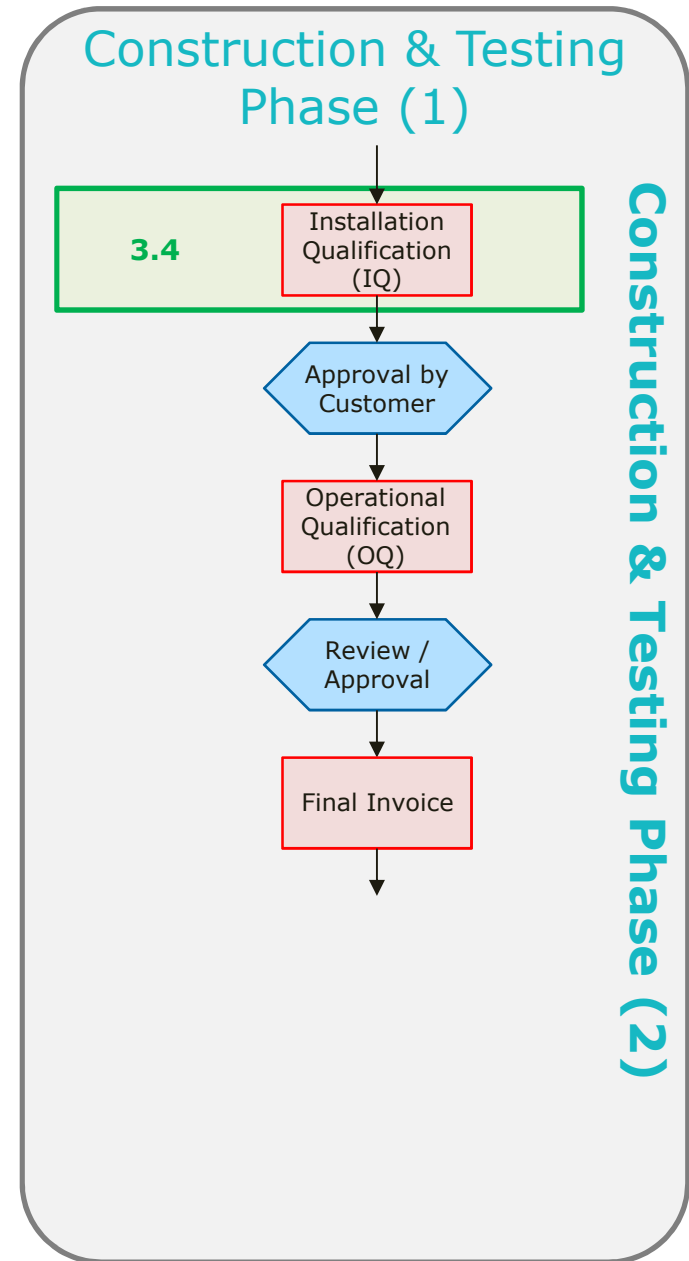 Construction & Testing
Phase (1)
3.4
Installation
Qualification
(IQ)
Approval by
Customer
Operational
Qualification
(OQ)
Review /
Approval
Final Invoice
Construction & Testing Phase (2)